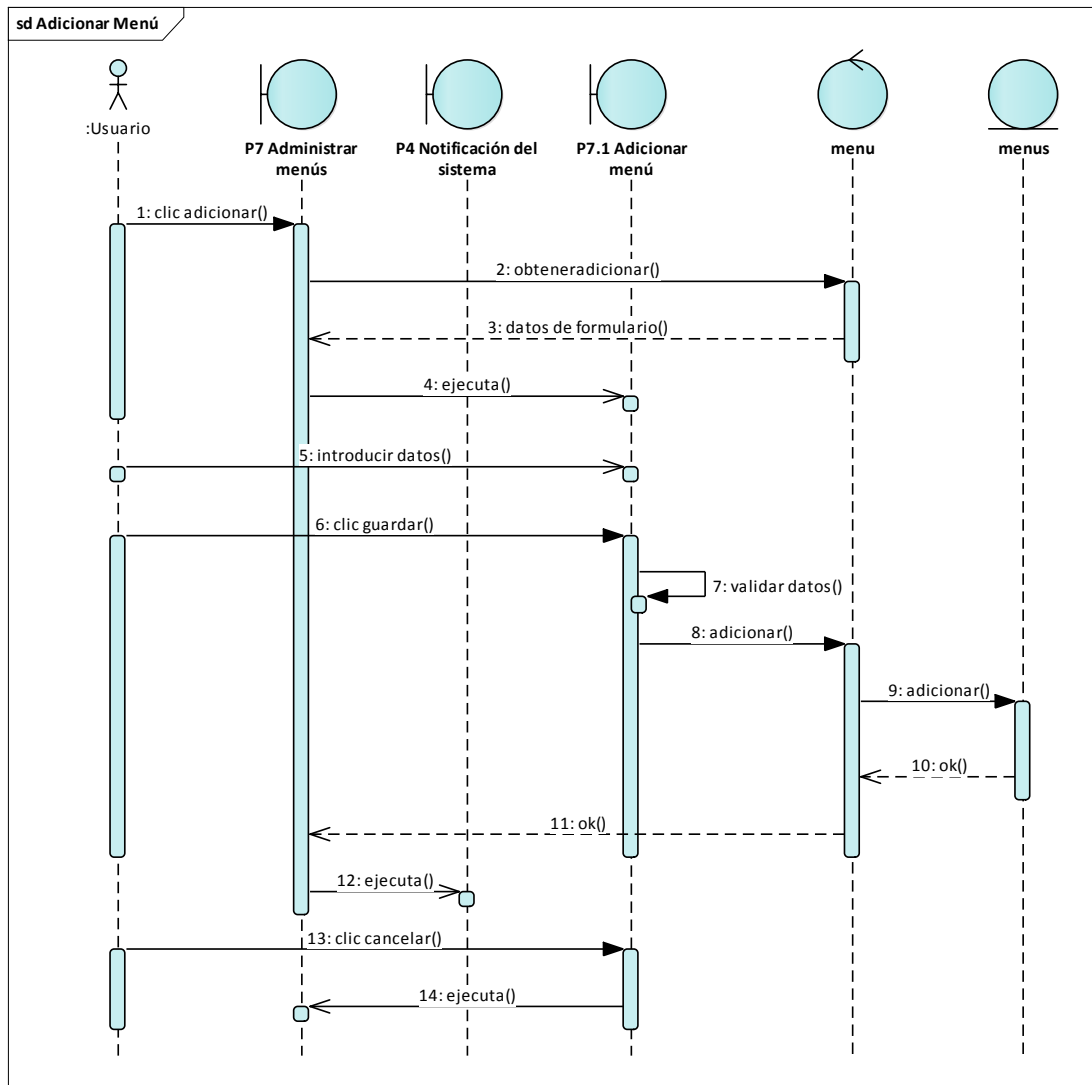 sd Adicionar Menú
:Usuario
P7 Administrar
menús
P4 Notificación del
sistema
P7.1 Adicionar
menú
menu
menus
1: clic adicionar()
2: obteneradicionar()
3: datos de formulario()
4: ejecuta()
5: introducir datos()
6: clic guardar()
7: validar datos()
8: adicionar()
9: adicionar()
10: ok()
11: ok()
12: ejecuta()
13: clic cancelar()
14: ejecuta()